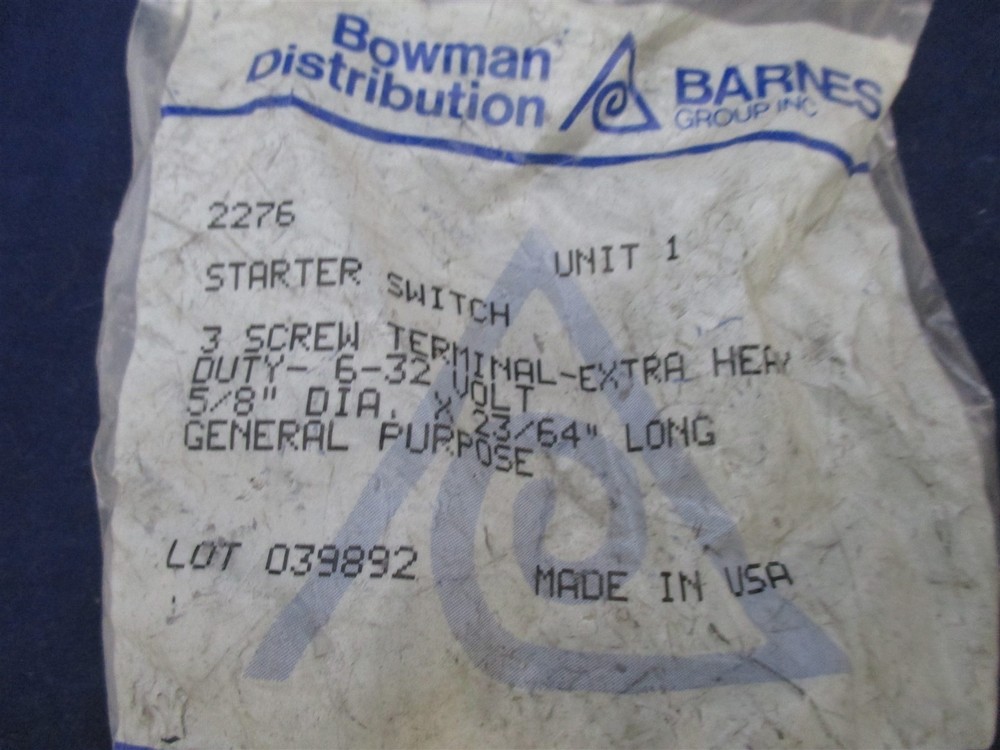 Bowman
Distribution
BARNES
GROUP INC
2276
UNIT 1
STARTER SWITCH
3 SCREW TERMINAL-EXTRA HEAV
DUTY- 6-32 VOLT
5/8" DIA. X 23/64" LONG
GENERAL PURPOSE
LOT 039892
MADE IN USA